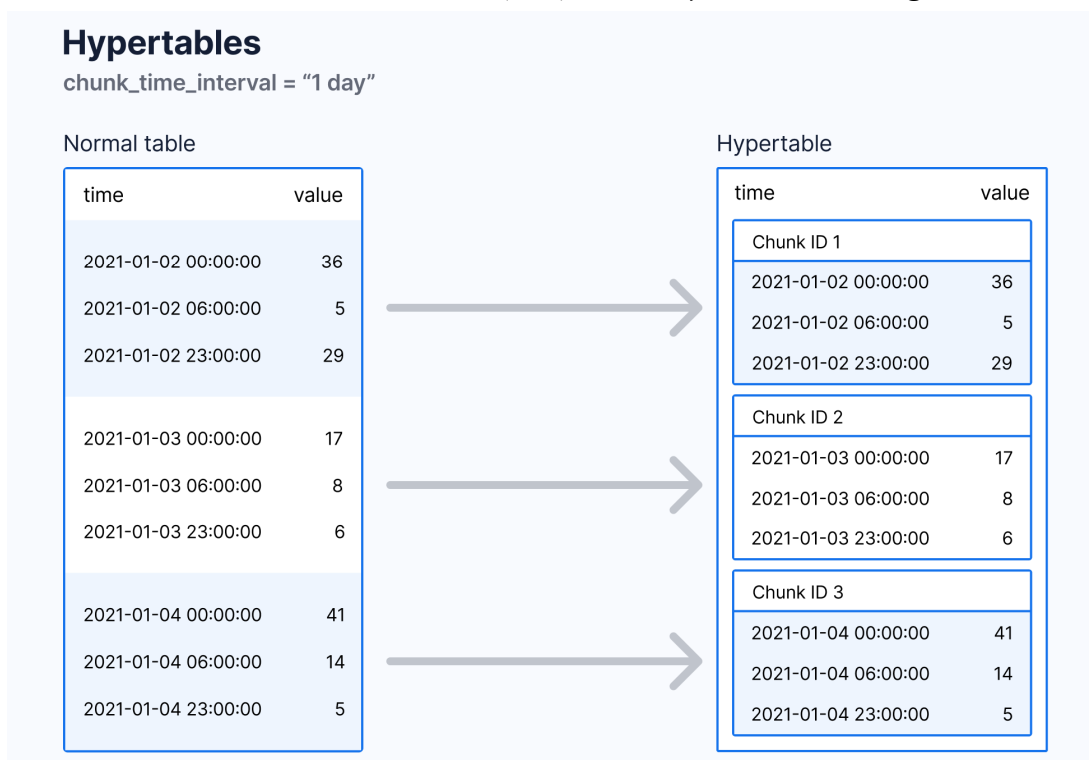 Hypertables
chunk_time_interval = “1 day”
Normal table
time value
2021-01-02 00:00:00 36
2021-01-02 06:00:00 5
2021-01-02 23:00:00 29
2021-01-03 00:00:00 17
2021-01-03 06:00:00 8
2021-01-03 23:00:00 6
2021-01-04 00:00:00 41
2021-01-04 06:00:00 14
2021-01-04 23:00:00 5
Hypertable
time value
Chunk ID 1
2021-01-02 00:00:00 36
2021-01-02 06:00:00 5
2021-01-02 23:00:00 29
Chunk ID 2
2021-01-03 00:00:00 17
2021-01-03 06:00:00 8
2021-01-03 23:00:00 6
Chunk ID 3
2021-01-04 00:00:00 41
2021-01-04 06:00:00 14
2021-01-04 23:00:00 5